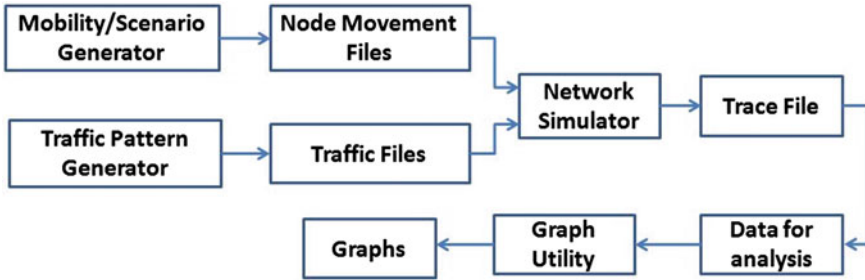 Mobility/Scenario
Generator
Node Movement
Files
Network
Simulator
Trace File
Traffic Pattern
Generator
Traffic Files
Graphs
Graph
Utility
Data for
analysis